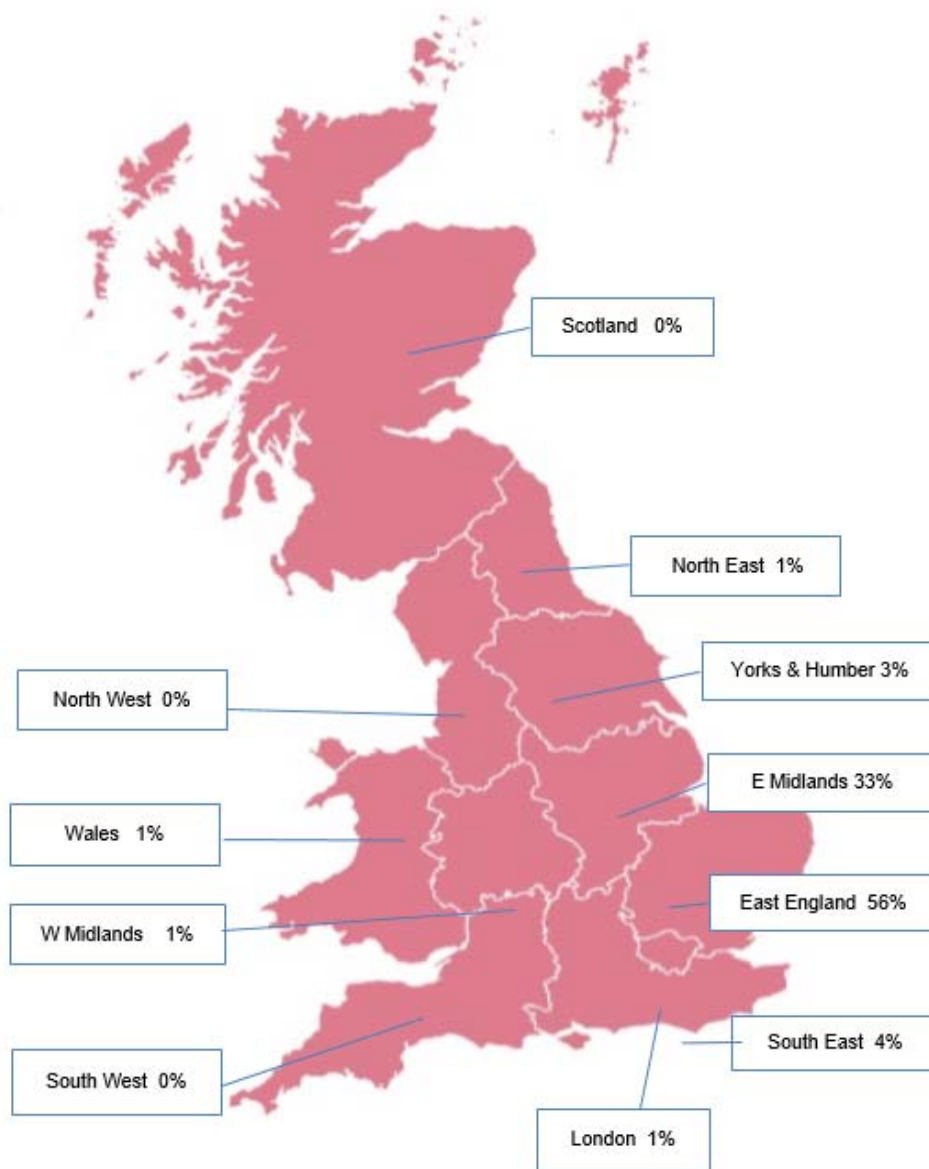 Scotland 0%
North East 1%
Yorks & Humber 3%
North West 0%
E Midlands 33%
Wales 1%
East England 56%
W Midlands 1%
South East 4%
South West 0%
London 1%